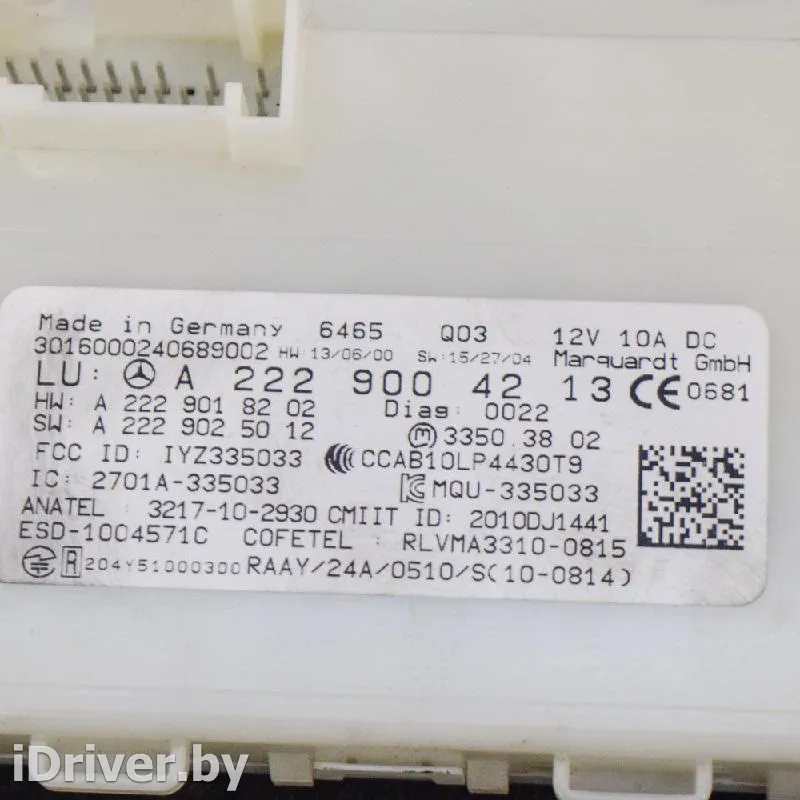 Made in Germany 6465 Q03 12V 10A DC
3016000240689002 HW:13/06/00 SW:15/27/04 Marquardt GmbH
LU: A 222 900 42 13 CE 0681
HW: A 222 901 82 02 Diag: 0022
SW: A 222 902 50 12 m 3350.3802
FCC ID: IYZ335033 CCAB10LP4430T9
IC: 2701A-335033 MQU-335033
ANATEL: 3217-10-2930 CMIIT ID: 2010DJ1441
ESD-1004571C COFETEL: RLVMA3310-0815
R 204Y51000300 RAAY/24A/0510/S(10-0814)
iDriver.by